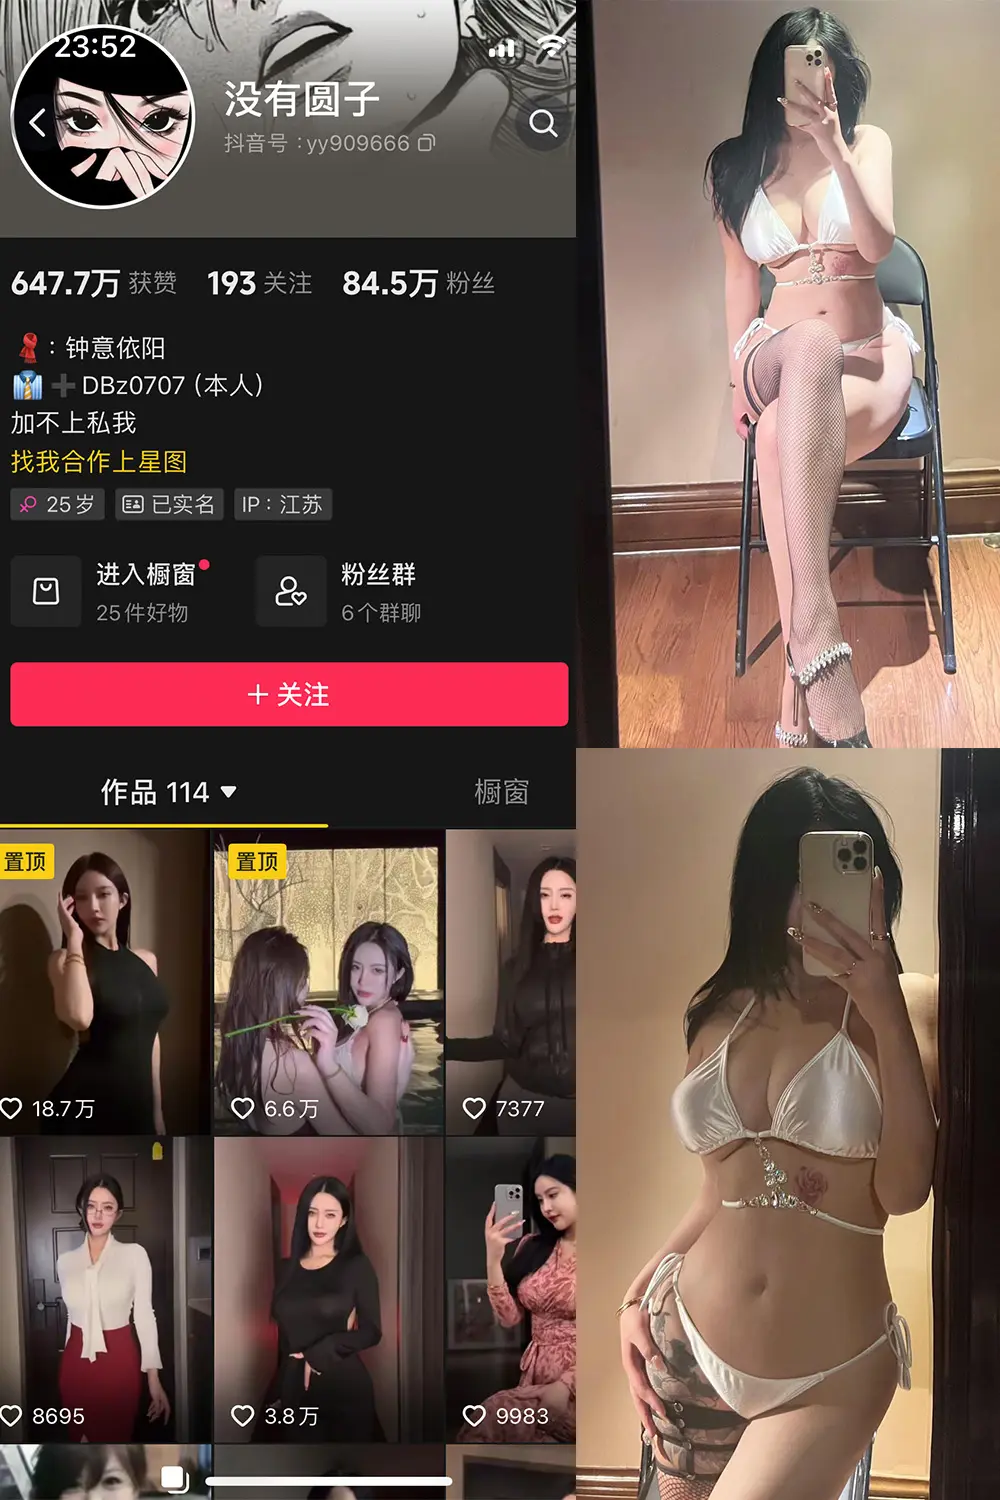 23:52
没有圆子
抖音号：yy909666
647.7万 获赞 193 关注 84.5万 粉丝
：钟意依阳
DBz0707 (本人)
加不上私我
找我合作上星图
25岁 已实名 IP：江苏
进入橱窗 粉丝群
25件好物 6个群聊
+ 关注
作品 114 橱窗
置顶 置顶
18.7万 6.6万 7377
8695 3.8万 9983